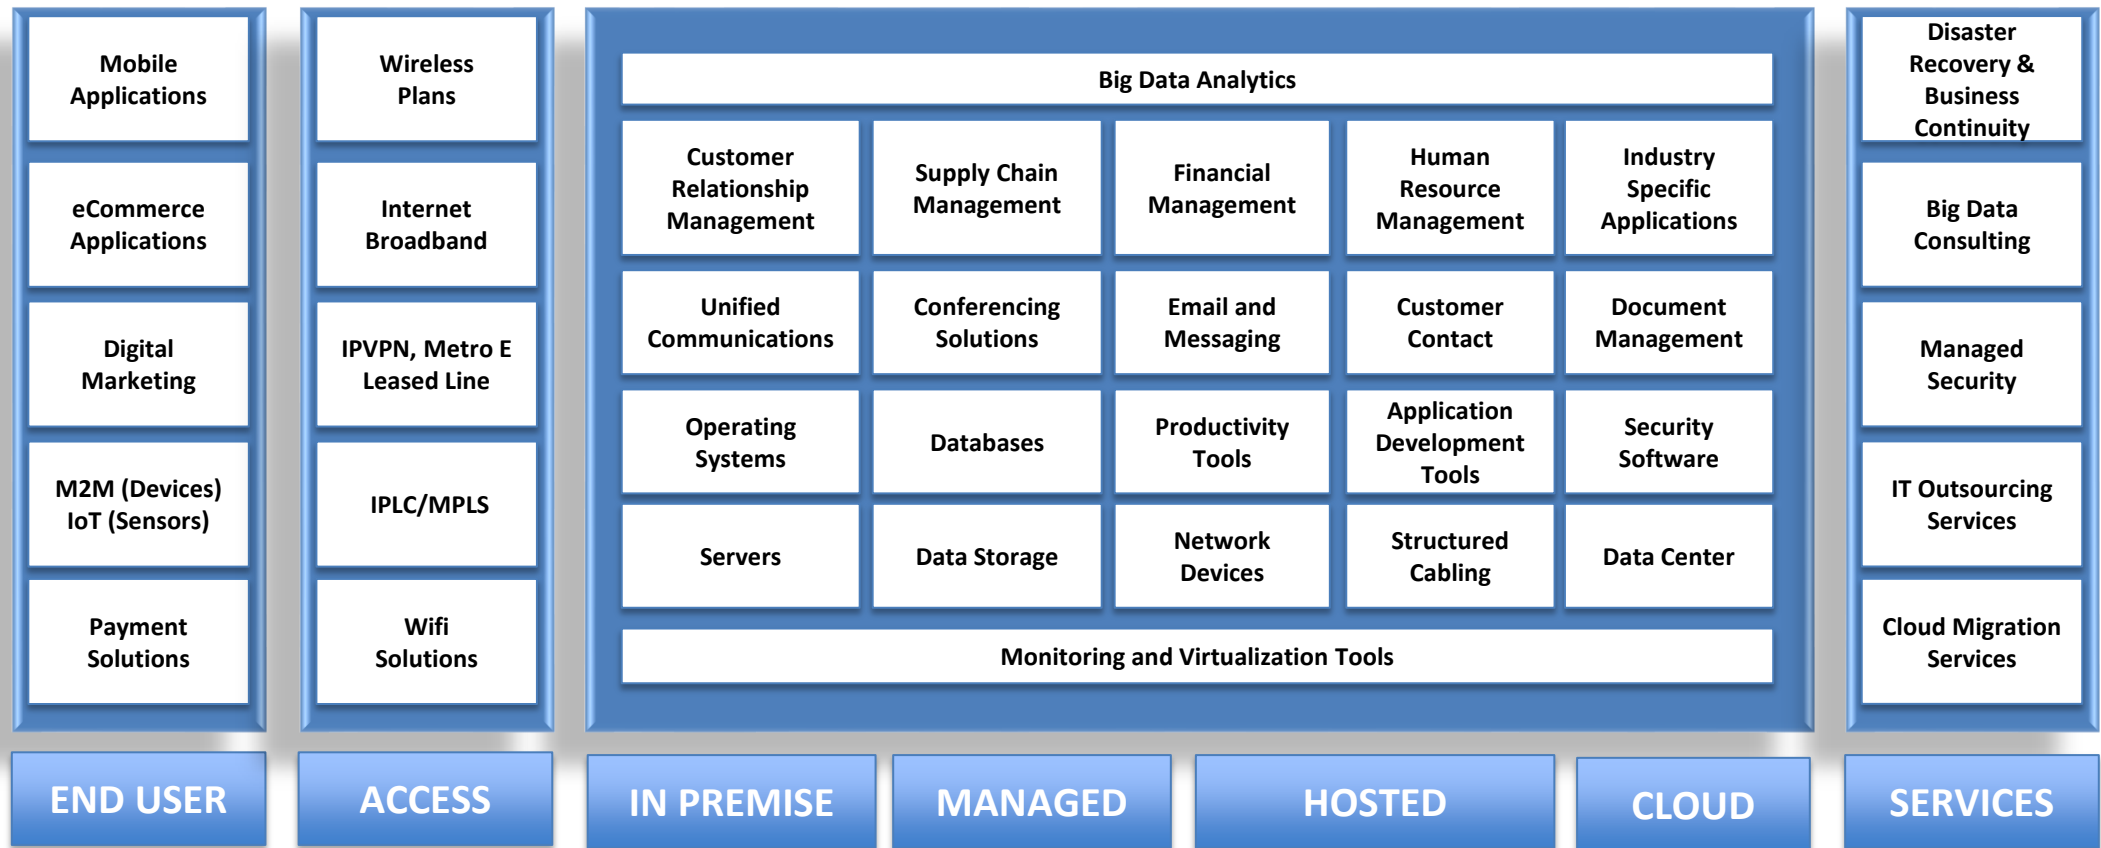 Mobile
Applications
eCommerce
Applications
Digital
Marketing
M2M (Devices)
IoT (Sensors)
Payment
Solutions
END USER
Wireless
Plans
Internet
Broadband
IPVPN, Metro E
Leased Line
IPLC/MPLS
Wifi
Solutions
ACCESS
Big Data Analytics
Customer
Relationship
Management
Supply Chain
Management
Financial
Management
Human
Resource
Management
Industry
Specific
Applications
Unified
Communications
Conferencing
Solutions
Email and
Messaging
Customer
Contact
Document
Management
Operating
Systems
Databases
Productivity
Tools
Application
Development
Tools
Security
Software
Servers
Data Storage
Network
Devices
Structured
Cabling
Data Center
Monitoring and Virtualization Tools
IN PREMISE
MANAGED
HOSTED
CLOUD
Disaster
Recovery &
Business
Continuity
Big Data
Consulting
Managed
Security
IT Outsourcing
Services
Cloud Migration
Services
SERVICES